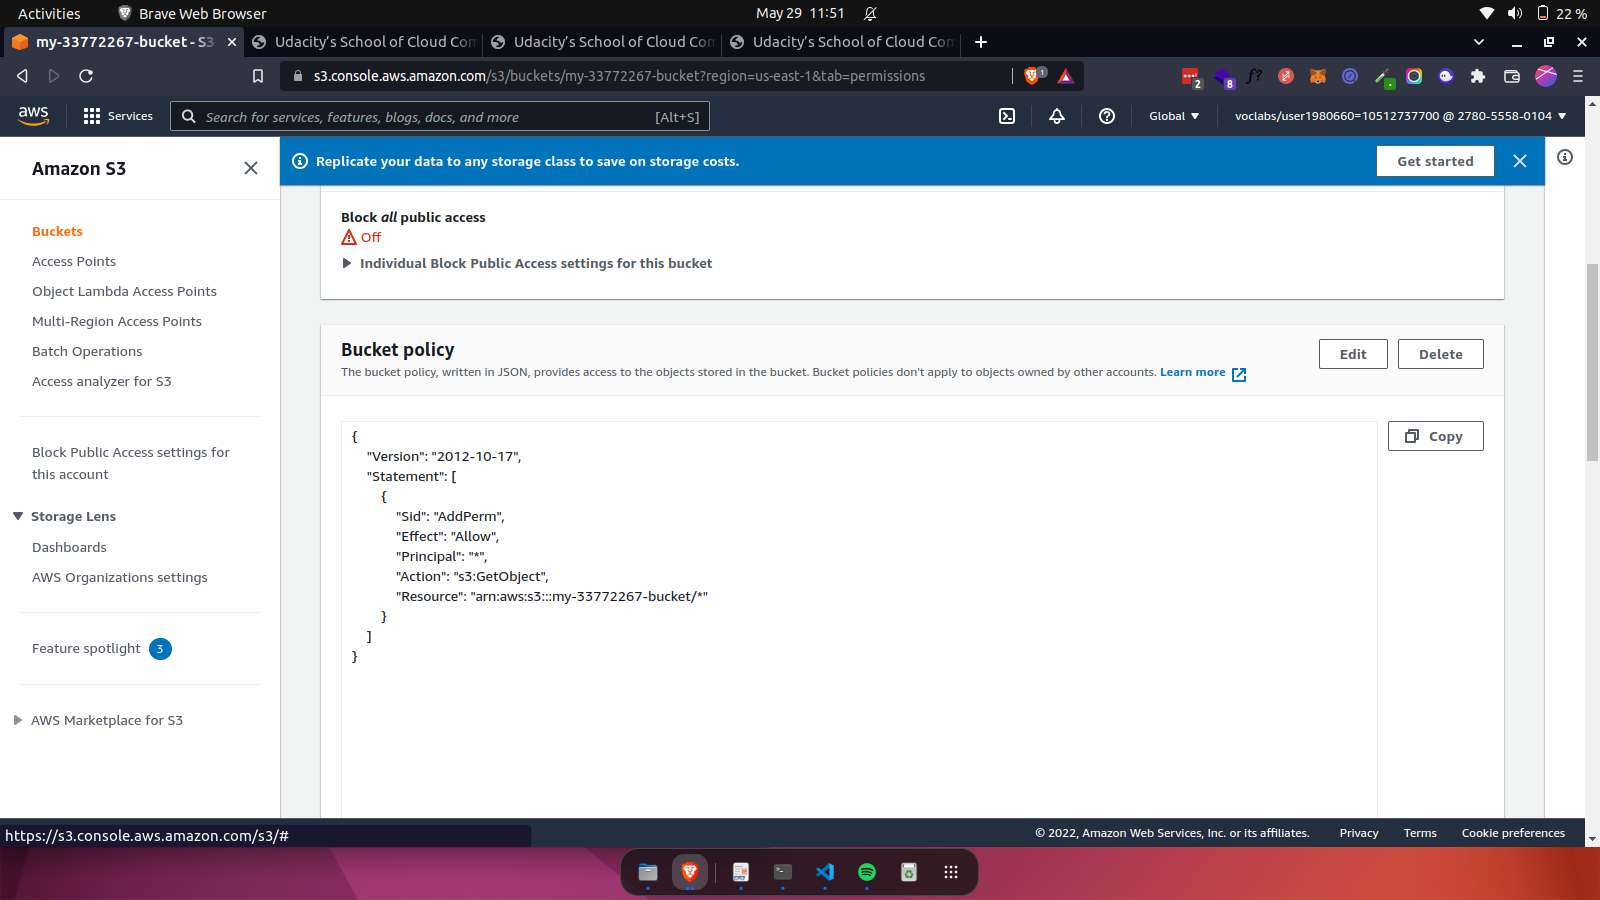 Activities
Brave Web Browser
May 29 11:51
22 %
my-33772267-bucket - S3
Udacity's School of Cloud Com
Udacity's School of Cloud Com
Udacity's School of Cloud Com
s3.console.aws.amazon.com/s3/buckets/my-33772267-bucket?region=us-east-1&tab=permissions
1
2
8
f?
aws
Services
Search for services, features, blogs, docs, and more
[Alt+S]
Global
voclabs/user1980660=10512737700 @ 2780-5558-0104
Amazon S3
Replicate your data to any storage class to save on storage costs.
Get started
Buckets
Access Points
Object Lambda Access Points
Multi-Region Access Points
Batch Operations
Access analyzer for S3
Block Public Access settings for
this account
Storage Lens
Dashboards
AWS Organizations settings
Feature spotlight
3
AWS Marketplace for S3
Block all public access
Off
Individual Block Public Access settings for this bucket
Bucket policy
The bucket policy, written in JSON, provides access to the objects stored in the bucket. Bucket policies don't apply to objects owned by other accounts. Learn more
Edit
Delete
Copy
{
"Version": "2012-10-17",
"Statement": [
{
"Sid": "AddPerm",
"Effect": "Allow",
"Principal": "*",
"Action": "s3:GetObject",
"Resource": "arn:aws:s3:::my-33772267-bucket/*"
}
]
}
https://s3.console.aws.amazon.com/s3/#
© 2022, Amazon Web Services, Inc. or its affiliates.
Privacy
Terms
Cookie preferences